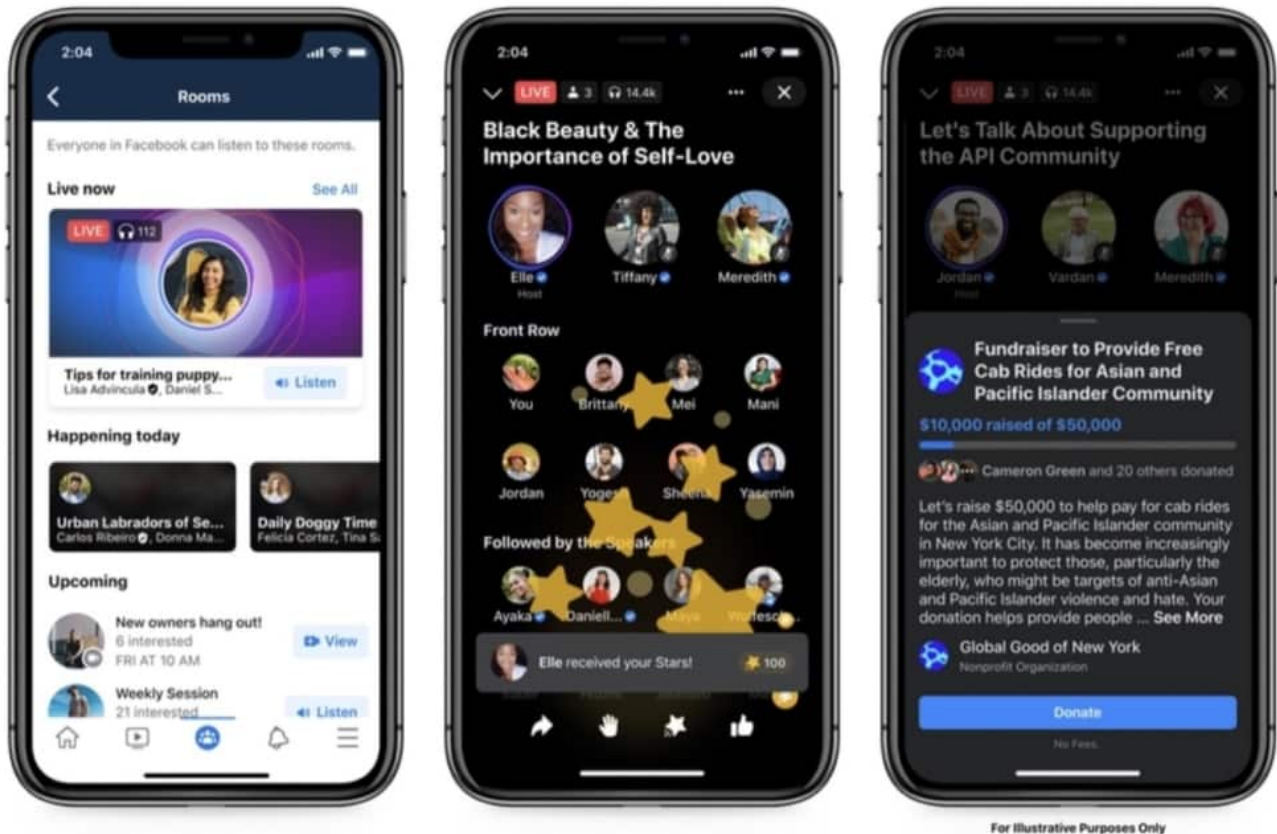 2:04
Rooms
Everyone in Facebook can listen to these rooms.
Live now
See All
LIVE 112
Tips for training puppy...
Lisa Advincula, Daniel S...
Listen
Happening today
Urban Labradors of Se...
Carlos Ribeiro, Donna Ma...
Daily Doggy Time
Felicia Cortez, Tina Sa
Upcoming
New owners hang out!
6 interested
FRI AT 10 AM
View
Weekly Session
21 interested
Listen
2:04
LIVE 3 14.4k
Black Beauty & The
Importance of Self-Love
Elle Tiffany Meredith
Host
Front Row
You Brittany Mei Mani
Jordan Yogesh Sheena Yasemin
Followed by the Speakers
Ayaka Daniell... Maya
Elle received your Stars!
100
2:04
LIVE 3 14.4k
Let's Talk About Supporting
the API Community
Jordan Vardan Meredith
Host
Fundraiser to Provide Free
Cab Rides for Asian and
Pacific Islander Community
$10,000 raised of $50,000
Cameron Green and 20 others donated
Let's raise $50,000 to help pay for cab rides
for the Asian and Pacific Islander community
in New York City. It has become increasingly
important to protect those, particularly the
elderly, who might be targets of anti-Asian
and Pacific Islander violence and hate. Your
donation helps provide people ... See More
Global Good of New York
Nonprofit Organization
Donate
No Fees.
For Illustrative Purposes Only